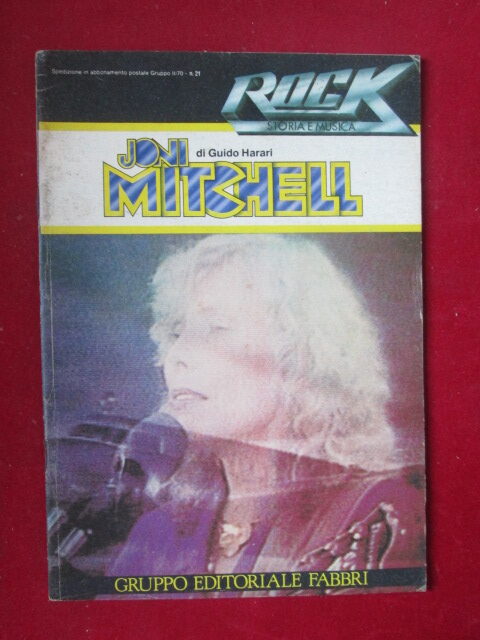 Spedizione in abbonamento postale Gruppo II/70 - n. 21
ROCK
STORIA E MUSICA
JONI di Guido Harari
MITCHELL
GRUPPO EDITORIALE FABBRI